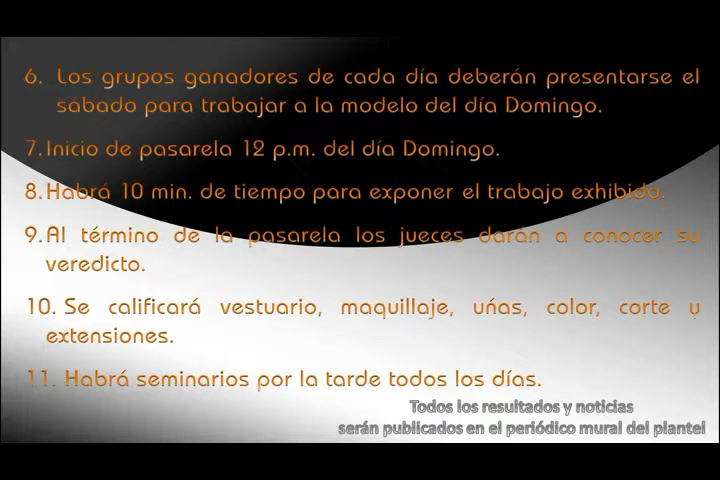 6. Los grupos ganadores de cada día deberán presentarse el
sábado para trabajar a la modelo del día Domingo.
7. Inicio de pasarela 12 p.m. del día Domingo.
8. Habrá 10 min. de tiempo para exponer el trabajo exhibido.
9. Al término de la pasarela los jueces darán a conocer su
veredicto.
10. Se calificará vestuario, maquillaje, uñas, color, corte y
extensiones.
11. Habrá seminarios por la tarde todos los días.
Todos los resultados y noticias
serán publicados en el periódico mural del plantel